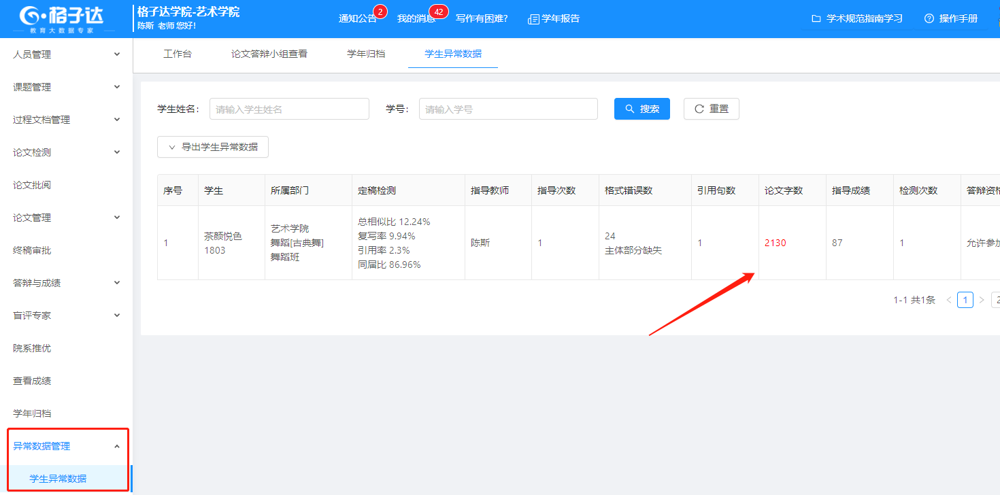 格子达
教育大数据专家
格子达学院-艺术学院
陈斯 老师 您好!
通知公告 2
我的消息 42
写作有困难?
学年报告
学术规范指南学习
操作手册
人员管理
课题管理
过程文档管理
论文检测
论文批阅
论文管理
终稿审批
答辩与成绩
盲评专家
院系推优
查看成绩
学年归档
异常数据管理
学生异常数据
工作台 论文答辩小组查看 学年归档 学生异常数据
学生姓名: 请输入学生姓名 学号: 请输入学号 搜索 重置
导出学生异常数据
序号 学生 所属部门 定稿检测 指导教师 指导次数 格式错误数 引用句数 论文字数 指导成绩 检测次数 答辩资格
1
茶颜悦色
1803
艺术学院
舞蹈[古典舞]
舞蹈班
总相似比 12.24%
复写率 9.94%
引用率 2.3%
同届比 86.96%
陈斯
1
24
主体部分缺失
1
2130
87
1
允许参加
1-1 共1条 < 1 > 2